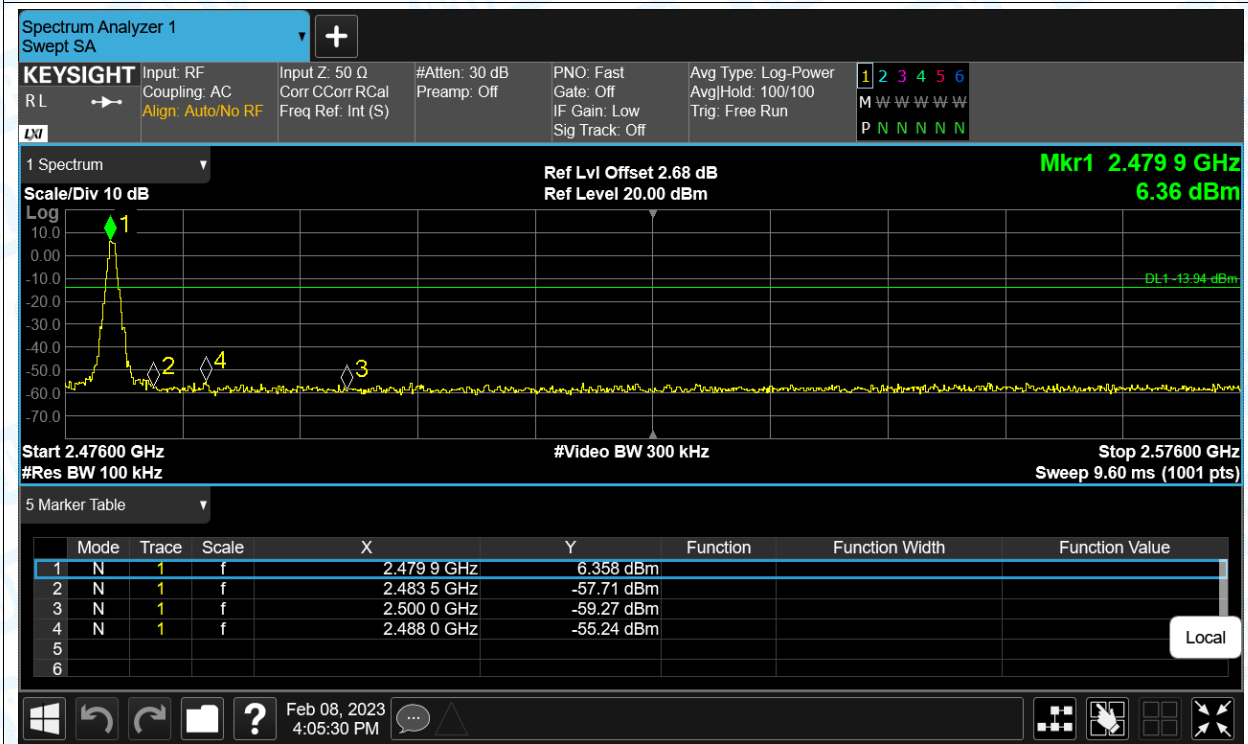 Spectrum Analyzer 1
Swept SA
KEYSIGHT Input: RF Input Z: 50 Ω #Atten: 30 dB PNO: Fast Avg Type: Log-Power 1 2 3 4 5 6
RL Coupling: AC Corr CCorr RCal Preamp: Off Gate: Off Avg|Hold: 100/100 M W W W W W
Align: Auto/No RF Freq Ref: Int (S) IF Gain: Low Trig: Free Run
LXI Sig Track: Off P N N N N N
1 Spectrum Ref Lvl Offset 2.68 dB Mkr1 2.479 9 GHz
Scale/Div 10 dB Ref Level 20.00 dBm 6.36 dBm
Log
1
10.0
0.00
-10.0 DL1 -13.94 dBm
-20.0
-30.0
-40.0
2 4 3
-50.0
-60.0
-70.0
Start 2.47600 GHz #Video BW 300 kHz Stop 2.57600 GHz
#Res BW 100 kHz Sweep 9.60 ms (1001 pts)
5 Marker Table
Mode Trace Scale X Y Function Function Width Function Value
1 N 1 f 2.479 9 GHz 6.358 dBm
2 N 1 f 2.483 5 GHz -57.71 dBm
3 N 1 f 2.500 0 GHz -59.27 dBm
4 N 1 f 2.488 0 GHz -55.24 dBm
5
6
Local
? Feb 08, 2023
4:05:30 PM